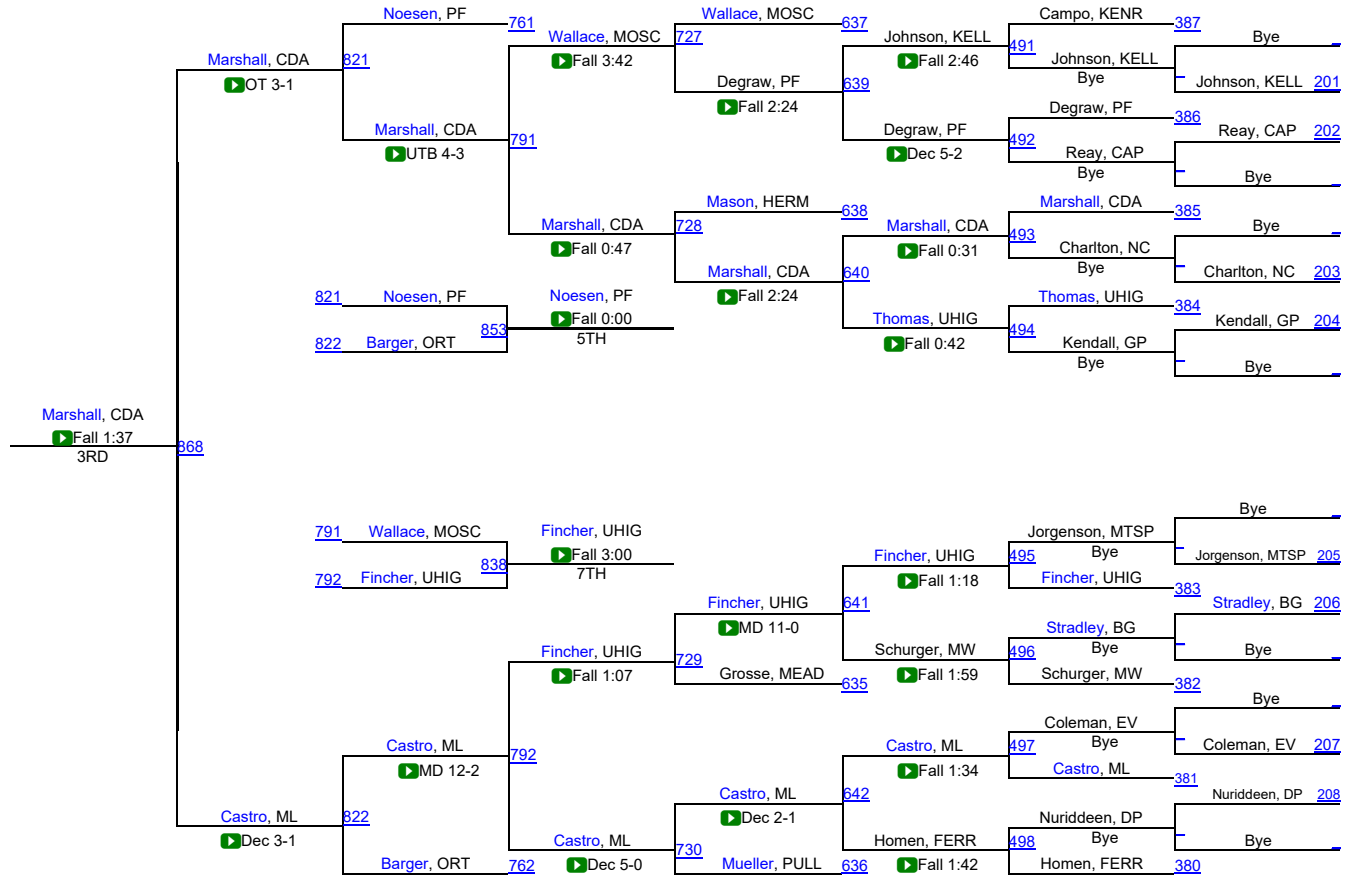 Noesen, PF 761
Wallace, MOSC 637
Campo, KENR 387
Wallace, MOSC 727
Johnson, KELL 491
Bye
Marshall, CDA 821
Fall 3:42
Fall 2:46
Johnson, KELL
Bye
OT 3-1
Degraw, PF 639
Johnson, KELL 201
Fall 2:24
Degraw, PF 386
Marshall, CDA 791
Degraw, PF 492
Reay, CAP 202
UTB 4-3
Dec 5-2
Reay, CAP
Bye
Bye
Mason, HERM 638
Marshall, CDA 385
Marshall, CDA 728
Marshall, CDA 493
Bye
Fall 0:47
Fall 0:31
Charlton, NC
Bye
Marshall, CDA 640
Charlton, NC 203
Fall 2:24
821 Noesen, PF
Noesen, PF
Thomas, UHIG 384
853
Fall 0:00
Thomas, UHIG 494
Kendall, GP 204
5TH
822 Barger, ORT
Fall 0:42
Kendall, GP
Bye
Bye
Marshall, CDA
Fall 1:37
868
3RD
Bye
791 Wallace, MOSC
Fincher, UHIG
Jorgenson, MTSP
Bye
838
Fall 3:00
Fincher, UHIG 495
Jorgenson, MTSP 205
7TH
792 Fincher, UHIG
Fall 1:18
Fincher, UHIG 383
Fincher, UHIG 641
Stradley, BG 206
MD 11-0
Stradley, BG
Bye
Fincher, UHIG 729
Schurger, MW 496
Bye
Fall 1:07
Grosse, MEAD 635
Fall 1:59
Schurger, MW 382
Bye
Coleman, EV
Bye
Castro, ML 792
Castro, ML 497
Coleman, EV 207
MD 12-2
Fall 1:34
Castro, ML 381
Castro, ML 642
Nuriddeen, DP 208
Castro, ML 822
Dec 2-1
Nuriddeen, DP
Bye
Dec 3-1
Castro, ML 730
Homen, FERR 498
Bye
Barger, ORT 762
Dec 5-0
Mueller, PULL 636
Fall 1:42
Homen, FERR 380